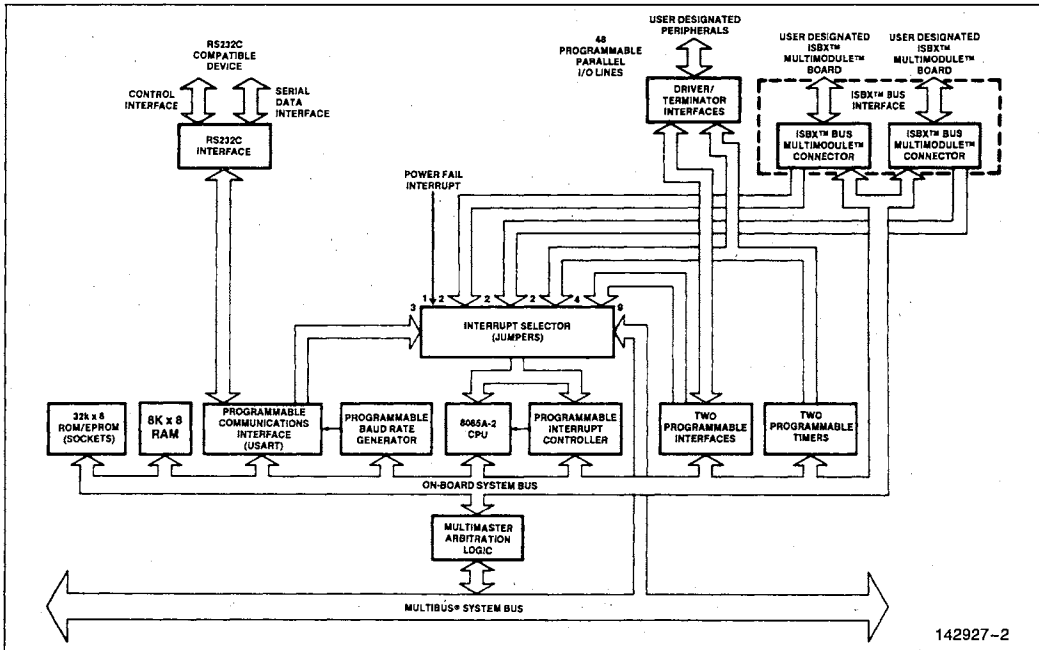 RS232C
COMPATIBLE
DEVICE
CONTROL
INTERFACE
SERIAL
DATA
INTERFACE
RS232C
INTERFACE
48
PROGRAMMABLE
PARALLEL
I/O LINES
USER DESIGNATED
PERIPHERALS
DRIVER/
TERMINATOR
INTERFACES
USER DESIGNATED
ISBX™
MULTIMODULE™
BOARD
USER DESIGNATED
ISBX™
MULTIMODULE™
BOARD
ISBX™ BUS
INTERFACE
ISBX™ BUS
MULTIMODULE™
CONNECTOR
ISBX™ BUS
MULTIMODULE™
CONNECTOR
POWER FAIL
INTERRUPT
3 1 2 2 2 4 9
INTERRUPT SELECTOR
(JUMPERS)
32k x 8
ROM/EPROM
(SOCKETS)
8K x 8
RAM
PROGRAMMABLE
COMMUNICATIONS
INTERFACE
(USART)
PROGRAMMABLE
BAUD RATE
GENERATOR
8085A-2
CPU
PROGRAMMABLE
INTERRUPT
CONTROLLER
TWO
PROGRAMMABLE
INTERFACES
TWO
PROGRAMMABLE
TIMERS
ON-BOARD SYSTEM BUS
MULTIMASTER
ARBITRATION
LOGIC
MULTIBUS® SYSTEM BUS
142927-2